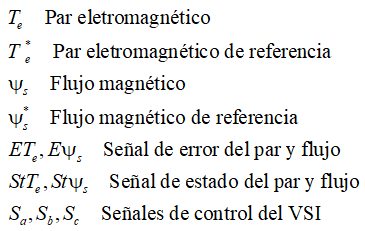 Tₑ Par eletromagnético
T*ₑ Par eletromagnético de referencia
ψₛ Flujo magnético
ψ*ₛ Flujo magnético de referencia
ETₑ, Eψₛ Señal de error del par y flujo
StTₑ, Stψₛ Señal de estado del par y flujo
Sₐ, S_b, S_c Señales de control del VSI